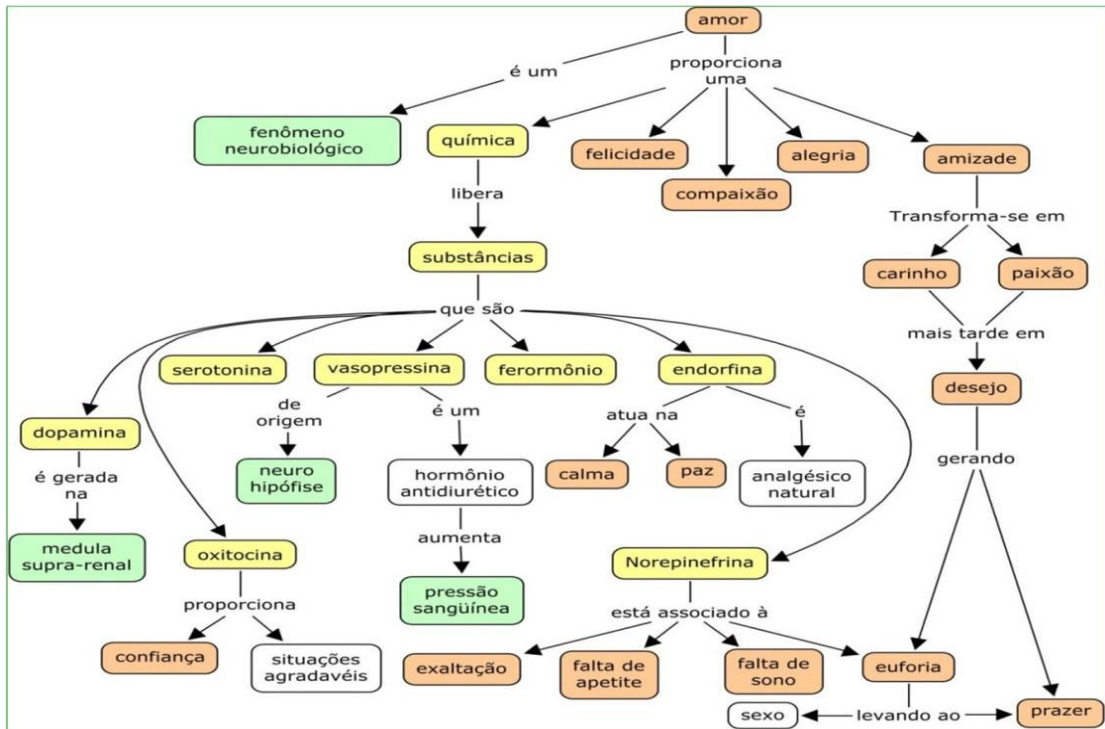 amor
é um
proporciona
uma
fenômeno
neurobiológico
química
felicidade
compaixão
alegria
amizade
libera
Transforma-se em
substâncias
carinho
paixão
que são
mais tarde em
serotonina
vasopressina
ferormônio
endorfina
desejo
dopamina
de
origem
é um
atua na
é
gerando
é gerada
na
neuro
hipófise
hormônio
antidiurético
calma
paz
analgésico
natural
medula
supra-renal
oxitocina
aumenta
Norepinefrina
proporciona
pressão
sangüínea
está associado à
confiança
situações
agradavéis
exaltação
falta de
apetite
falta de
sono
euforia
sexo
levando ao
prazer